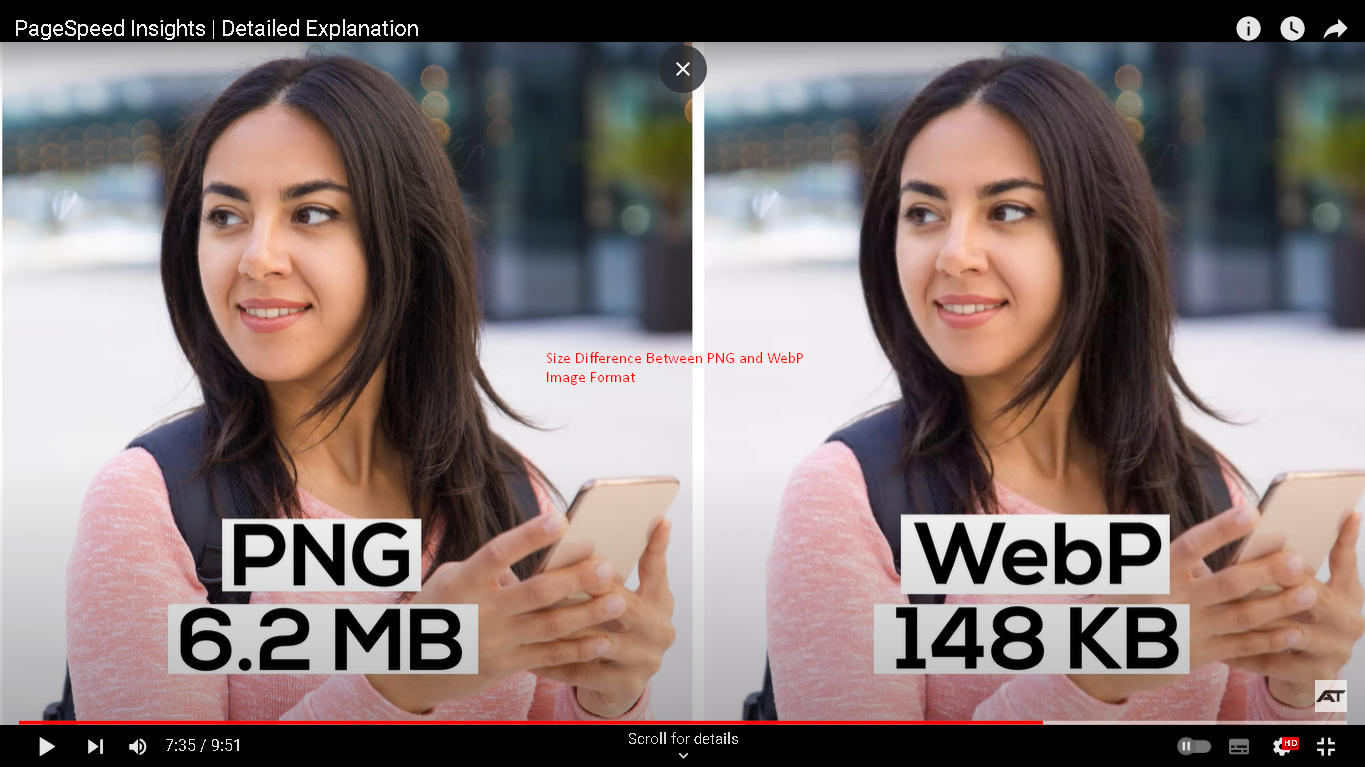 PageSpeed Insights | Detailed Explanation
Size Difference Between PNG and WebP
Image Format
PNG
6.2 MB
WebP
148 KB
AT
7:35 / 9:51
Scroll for details
HD